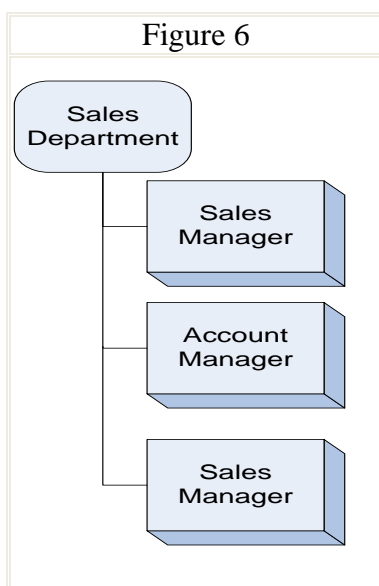 Figure 6
Sales
Department
Sales
Manager
Account
Manager
Sales
Manager